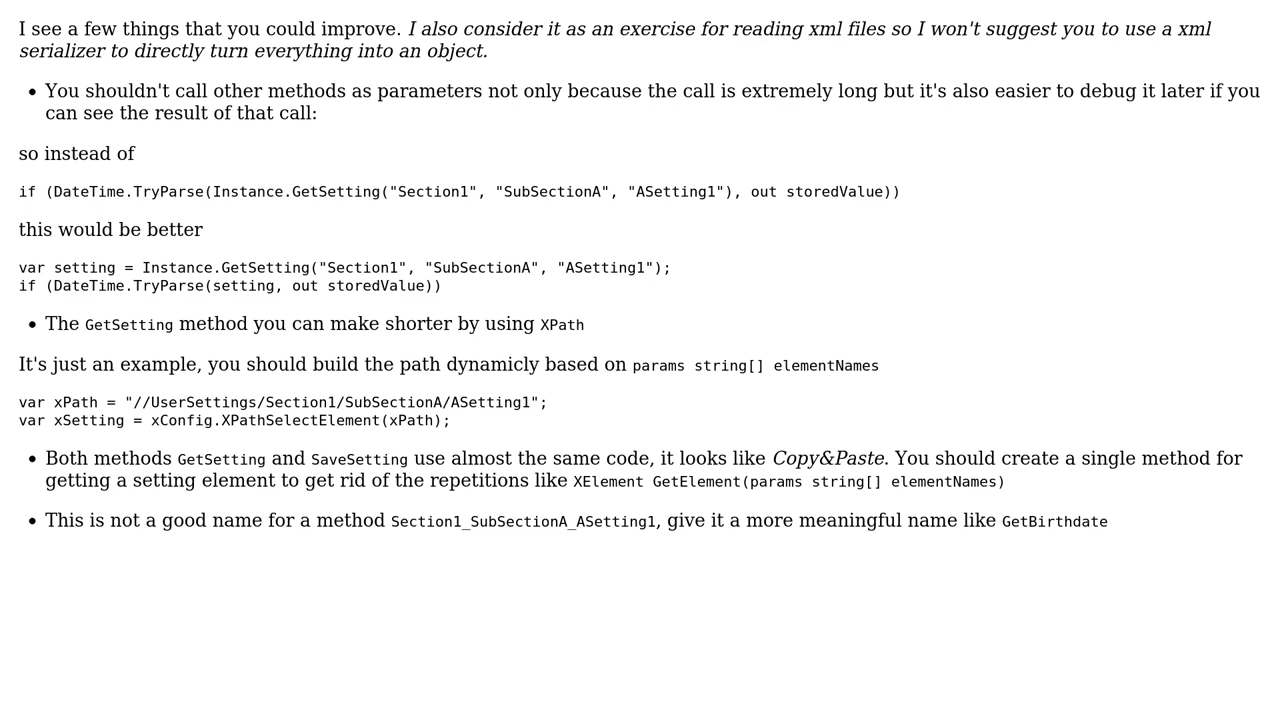 I see a few things that you could improve. I also consider it as an exercise for reading xml files so I won't suggest you to use a xml
serializer to directly turn everything into an object.
• You shouldn't call other methods as parameters not only because the call is extremely long but it's also easier to debug it later if you
can see the result of that call:
so instead of
if (DateTime.TryParse(Instance.GetSetting("Section1", "SubSectionA", "ASetting1"), out storedValue))
this would be better
var setting = Instance.GetSetting("Section1", "SubSectionA", "ASetting1");
if (DateTime.TryParse(setting, out storedValue))
• The GetSetting method you can make shorter by using XPath
It's just an example, you should build the path dynamicly based on params string[] elementNames
var xPath = "//UserSettings/Section1/SubSectionA/ASetting1";
var xSetting = xConfig.XPathSelectElement(xPath);
• Both methods GetSetting and SaveSetting use almost the same code, it looks like Copy&Paste. You should create a single method for
getting a setting element to get rid of the repetitions like XElement GetElement(params string[] elementNames)
• This is not a good name for a method Section1_SubSectionA_ASetting1, give it a more meaningful name like GetBirthdate